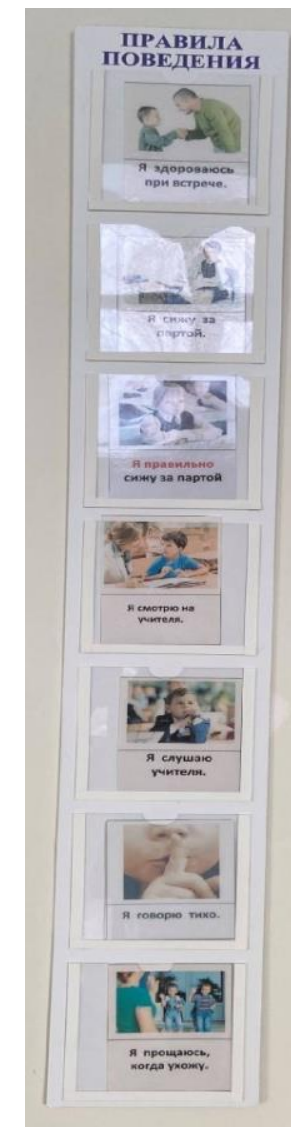 ПРАВИЛА
ПОВЕДЕНИЯ
Я здороваюсь
при встрече.
Я сижу за
партой.
Я правильно
сижу за партой
Я смотрю на
учителя.
Я слушаю
учителя.
Я говорю тихо.
Я прощаюсь,
когда ухожу.